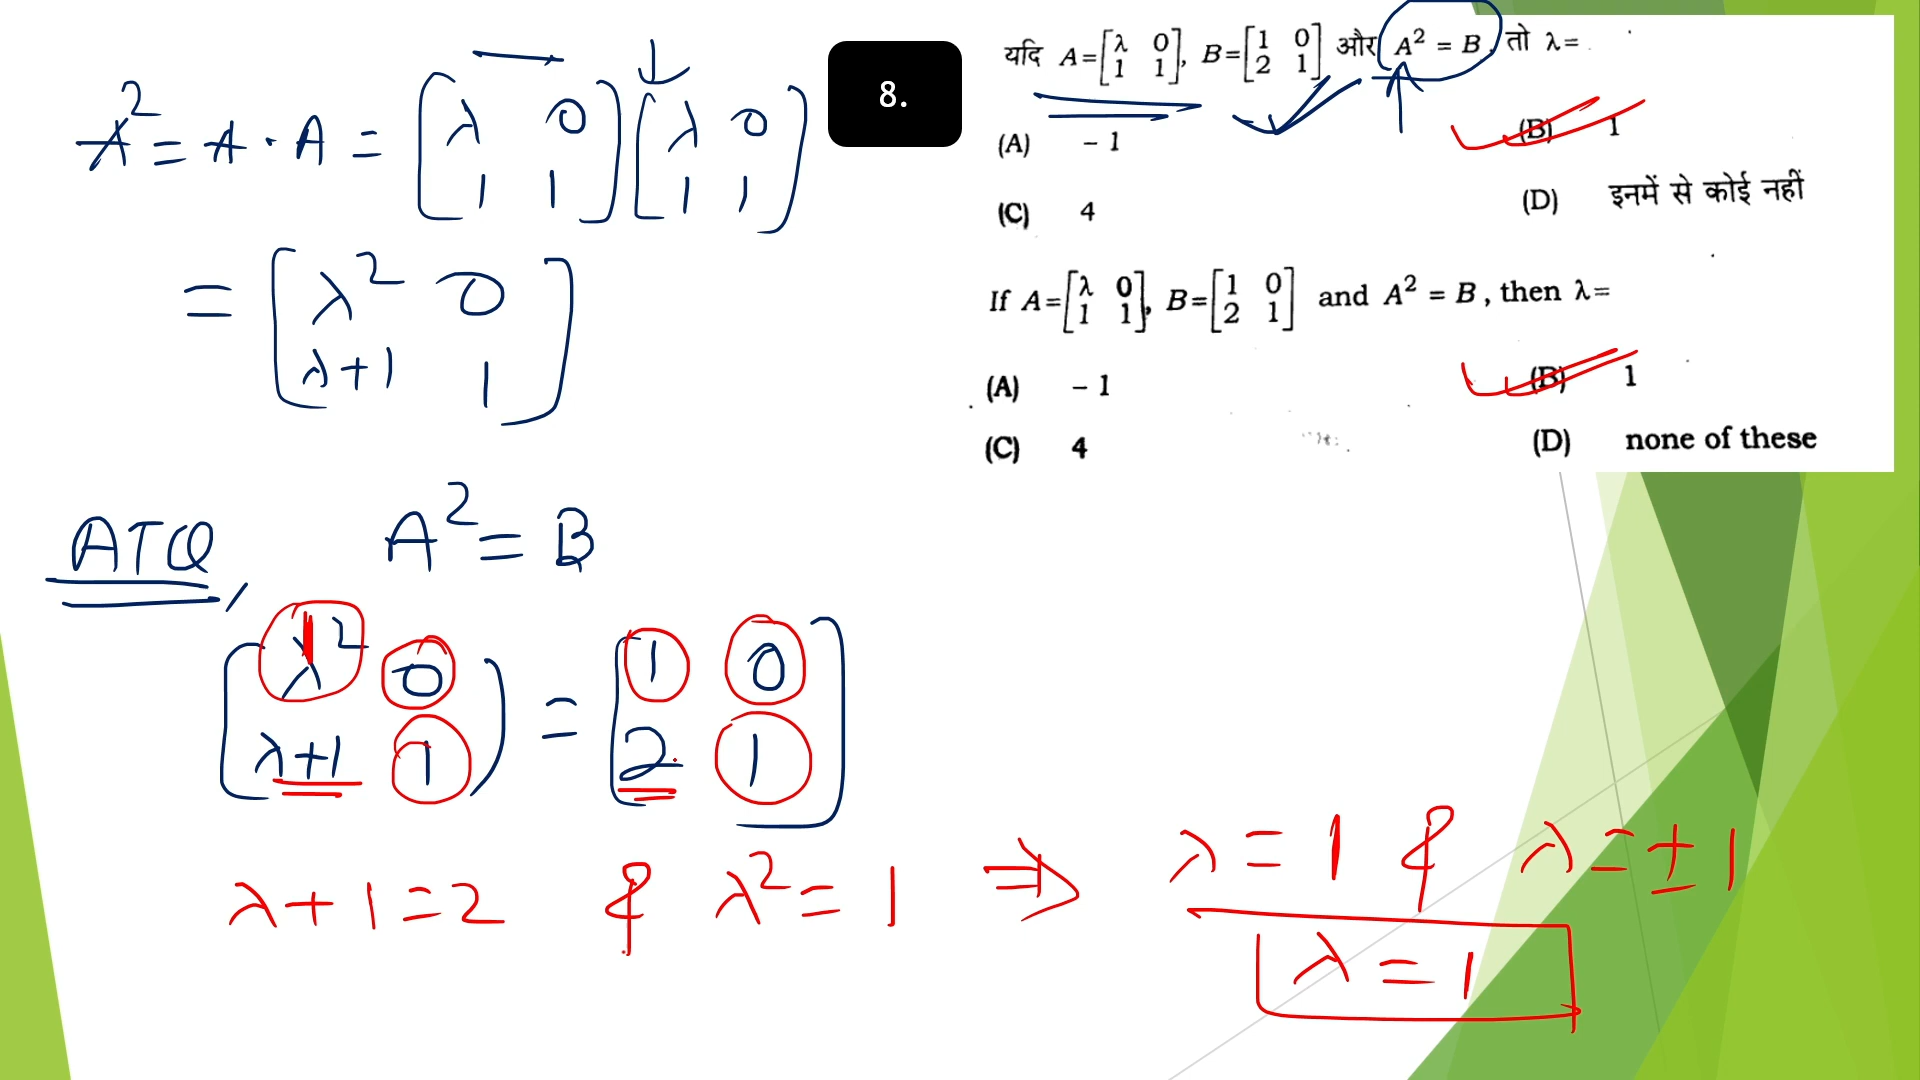 A² = A · A = [λ 0 1 1] [λ 0 1 1]
= [λ² 0 λ+1 1]
ATQ, A² = B
[λ² 0 λ+1 1] = [1 0 2 1]
λ+1=2 & λ²=1 ⇒ λ=1 & λ=±1
λ=1
8.
यदि A=[λ 0 1 1], B=[1 0 2 1] और A² = B, तो λ=
(A) – 1
(B) 1
(C) 4
(D) इनमें से कोई नहीं
If A=[λ 0 1 1], B=[1 0 2 1] and A² = B, then λ=
(A) – 1
(B) 1
(C) 4
(D) none of these